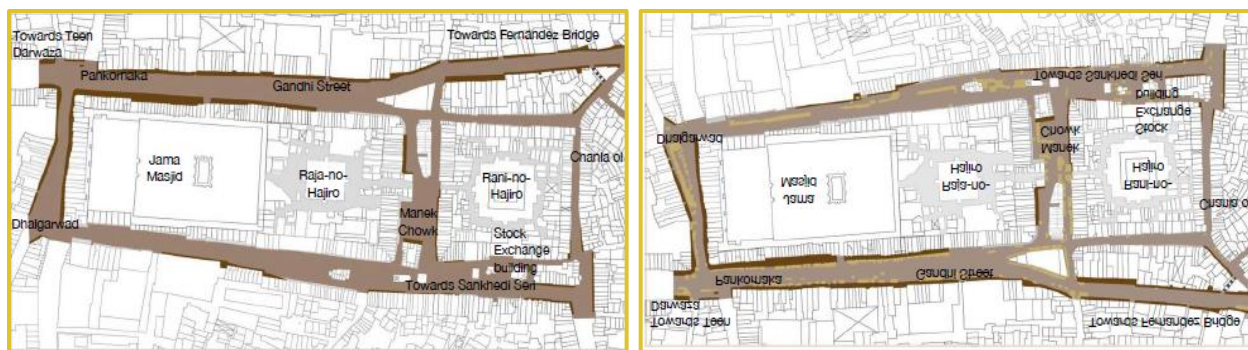 Towards Teen
Darwaza
Towards Fernandez Bridge
Pankornaka
Gandhi Street
Jama
Masjid
Raja-no-
Hajiro
Rani-no-
Hajiro
Chanla ol
Dhalgarwad
Manek
Chowk
Stock
Exchange
building
Towards Sankhedi Seri
Towards Sankhedi Seri
building
Exchange
Stock
Dhalgarwad
Chowk
Manek
Hajiro
Raja-no-
Hajiro
Rani-no-
Masjid
Jama
Chanla ol
Pankornaka
Gandhi Street
Darwaza
Towards Teen
Towards Fernandez Bridge